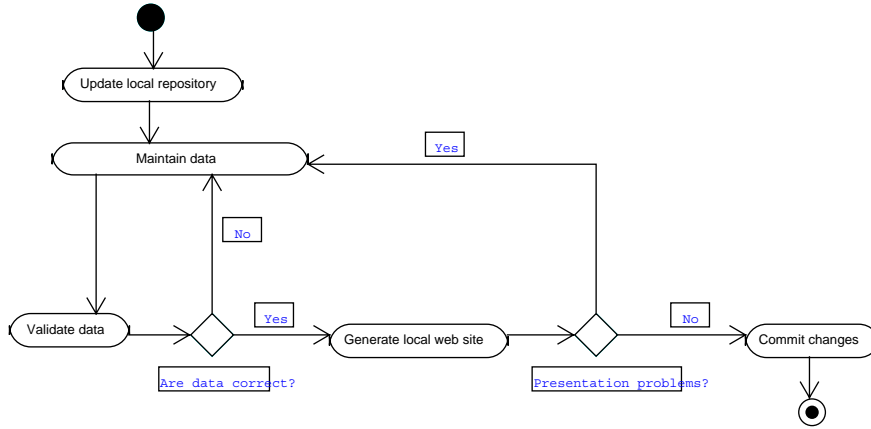 Update local repository
Maintain data
Yes
No
Validate data
Yes
Generate local web site
No
Commit changes
Are data correct?
Presentation problems?